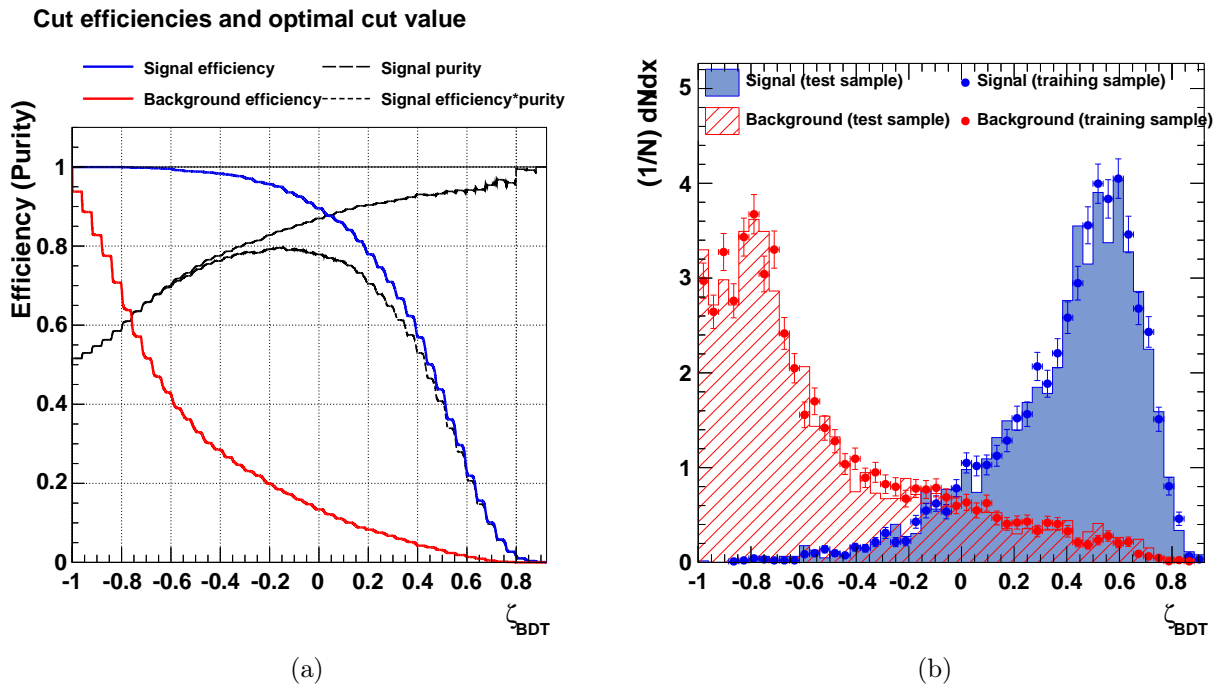 Cut efficiencies and optimal cut value
Signal efficiency
Signal purity
Background efficiency
Signal efficiency*purity
Efficiency (Purity)
1
0.8
0.6
0.4
0.2
0
-1 -0.8 -0.6 -0.4 -0.2 0 0.2 0.4 0.6 0.8
ζBDT
(a)
Signal (test sample)
Signal (training sample)
Background (test sample)
Background (training sample)
(1/N) dN/dx
5
4
3
2
1
0
-1 -0.8 -0.6 -0.4 -0.2 0 0.2 0.4 0.6 0.8
ζBDT
(b)